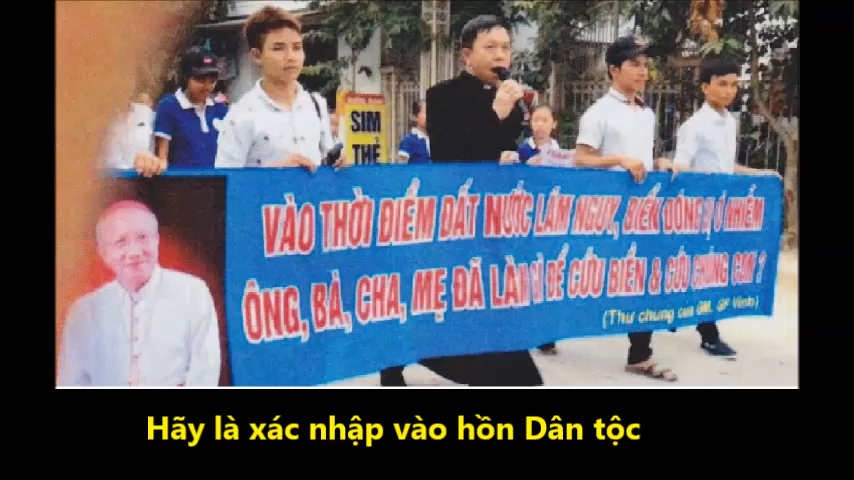 SIM
THẺ
VÀO THỜI ĐIỂM ĐẤT NƯỚC LÂM NGUY, BIỂN ĐÔNG BỊ Ô NHIỄM
ÔNG, BÀ, CHA, MẸ ĐÃ LÀM GÌ ĐỂ CỨU BIỂN & CỨU CHÚNG CON ?
(Thư chung của GM. GP Vinh)
Hãy là xác nhập vào hồn Dân tộc